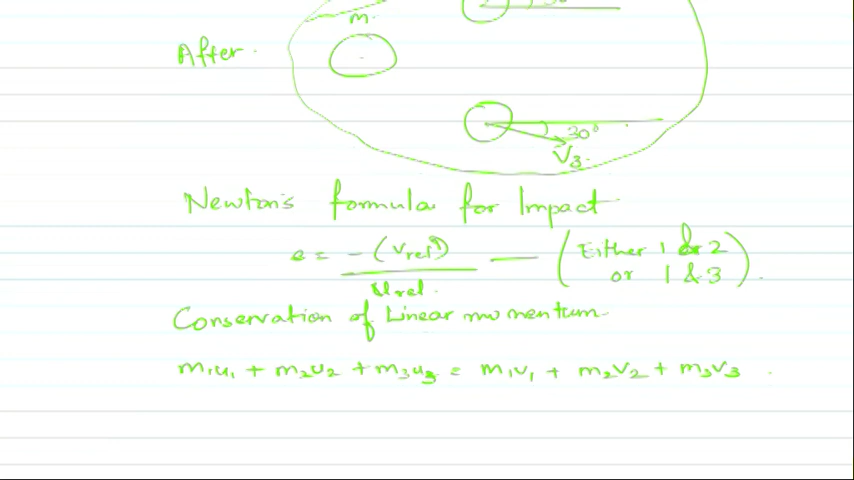 m.
After.
30°
V3.
Newton's formula for Impact
e = -(Vrel) / Urel — (Either 1 & 2 or 1 & 3).
Conservation of Linear momentum.
m1u1 + m2u2 + m3u3 = m1v1 + m2v2 + m3v3 .